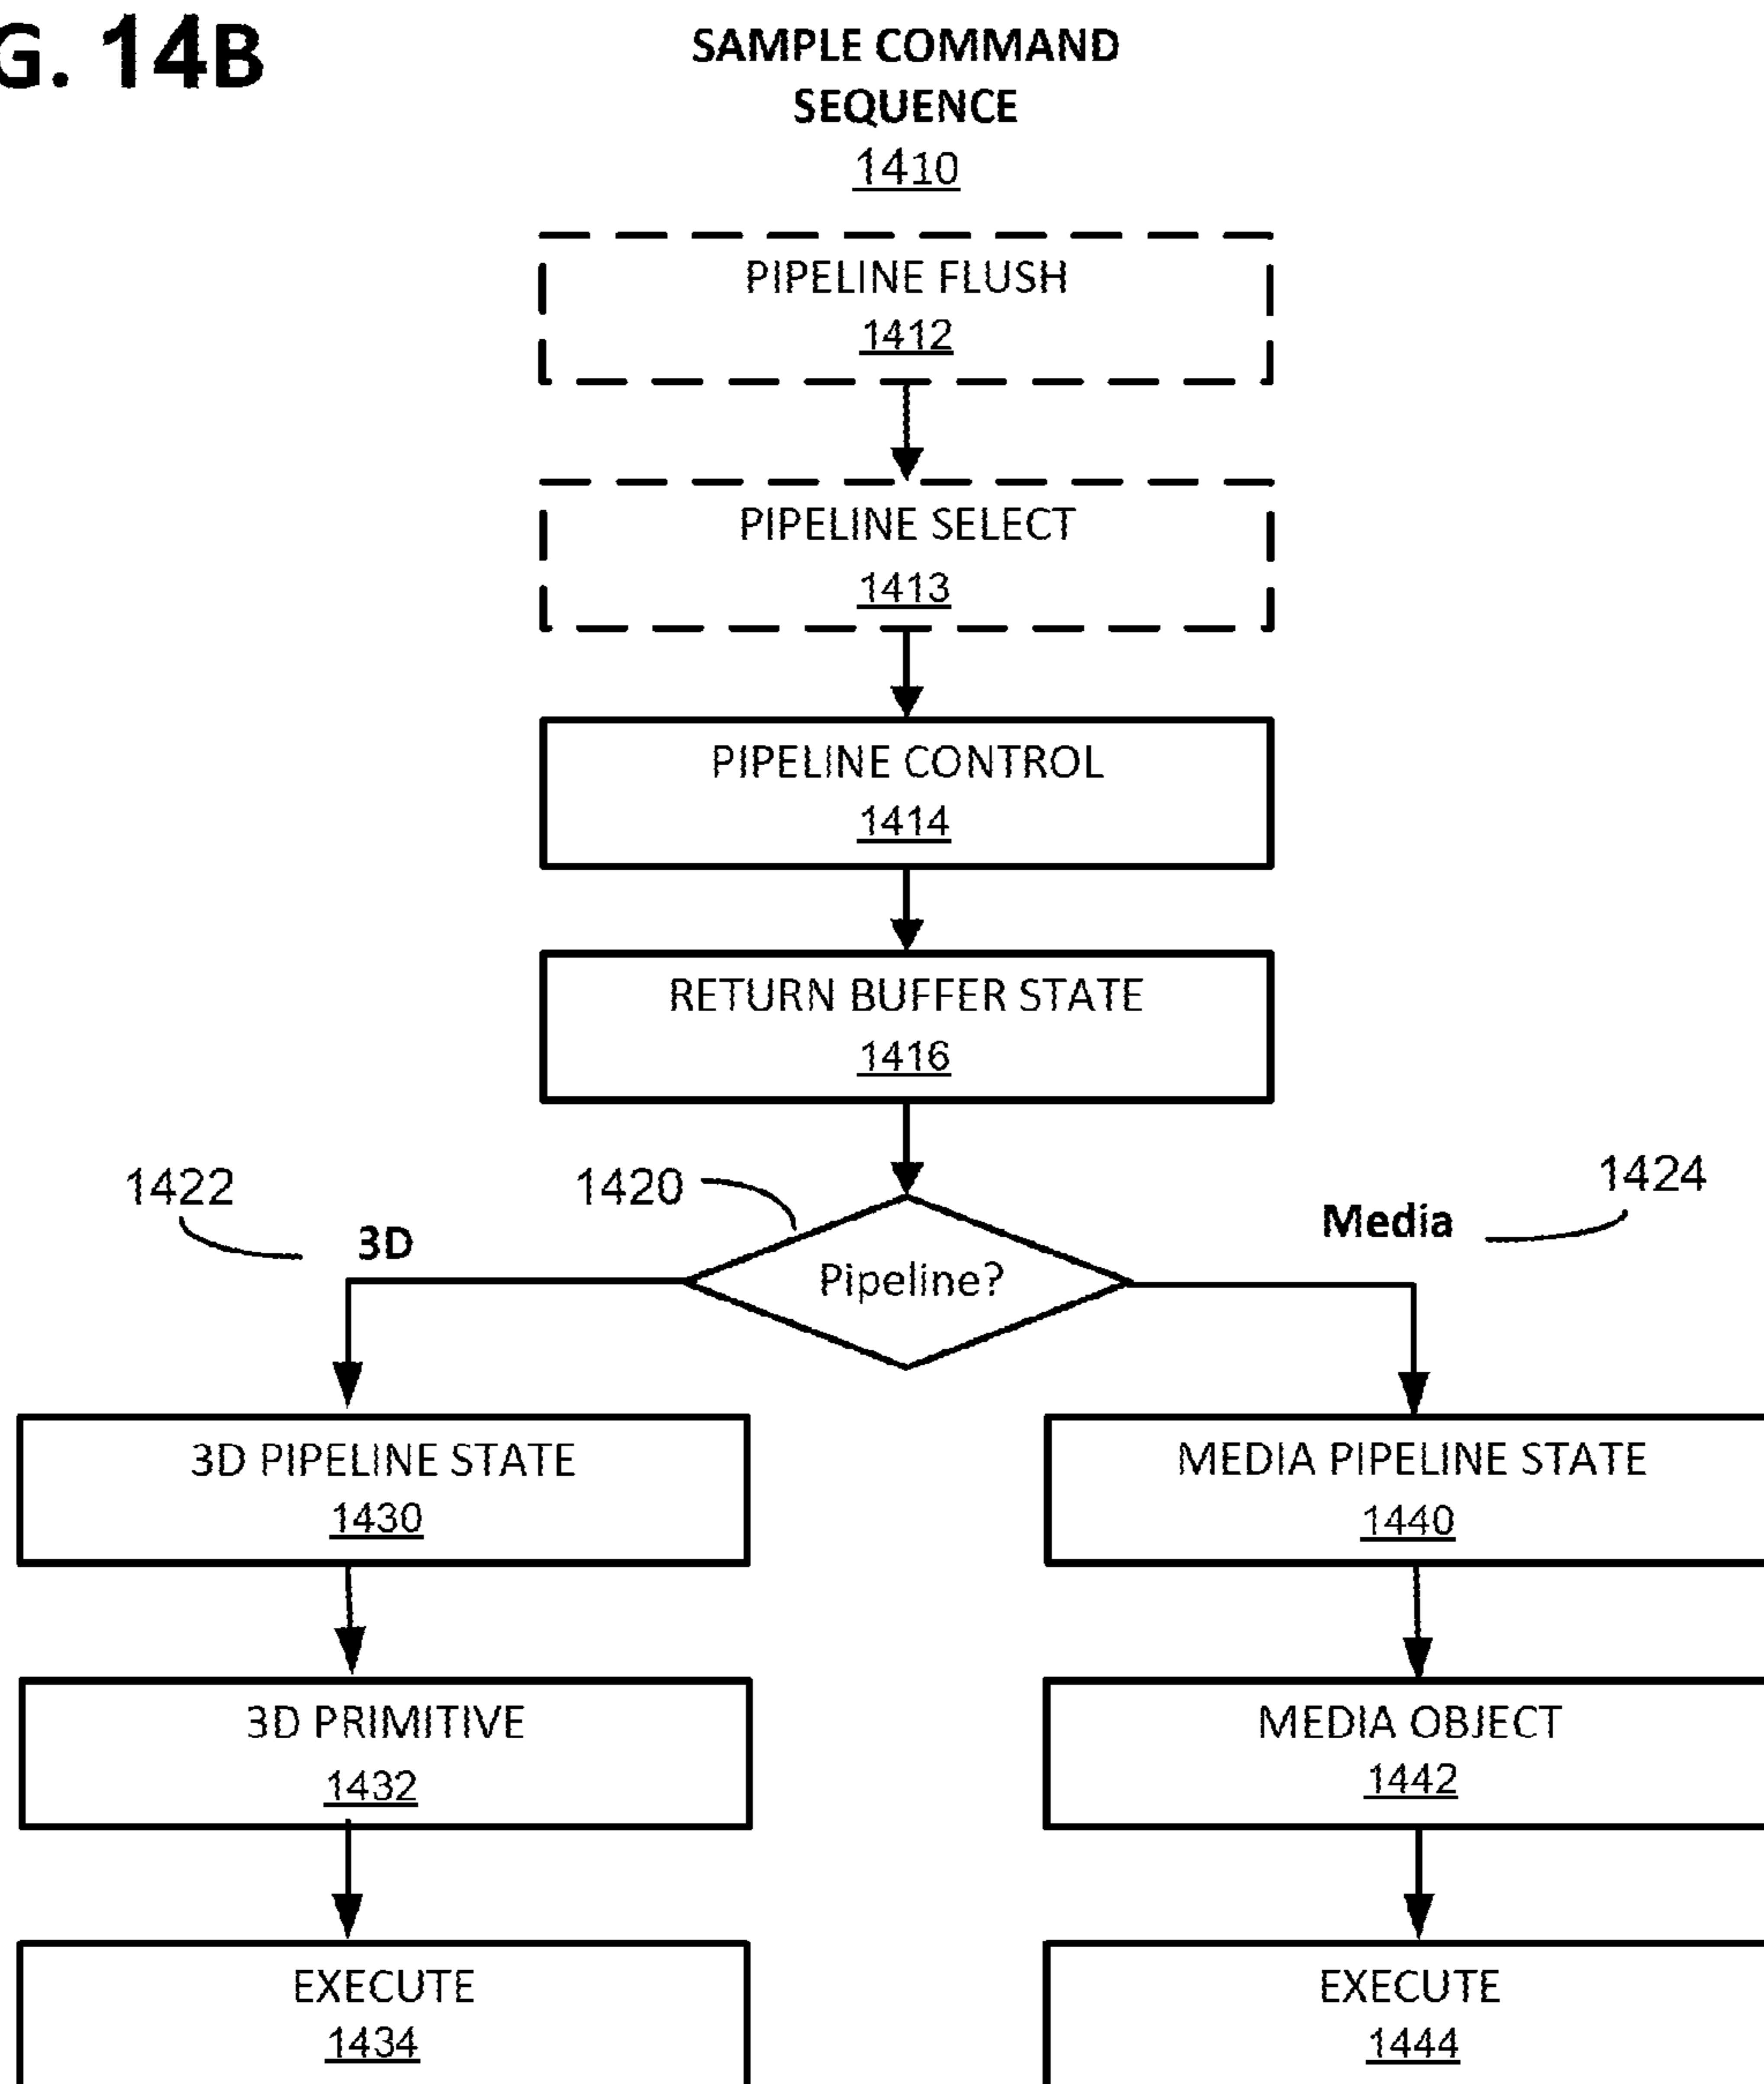 G. 14B
SAMPLE COMMAND
SEQUENCE
1410
PIPELINE FLUSH
1412
PIPELINE SELECT
1413
PIPELINE CONTROL
1414
RETURN BUFFER STATE
1416
1422
1420
1424
3D
Media
Pipeline?
3D PIPELINE STATE
1430
MEDIA PIPELINE STATE
1440
3D PRIMITIVE
1432
MEDIA OBJECT
1442
EXECUTE
1434
EXECUTE
1444